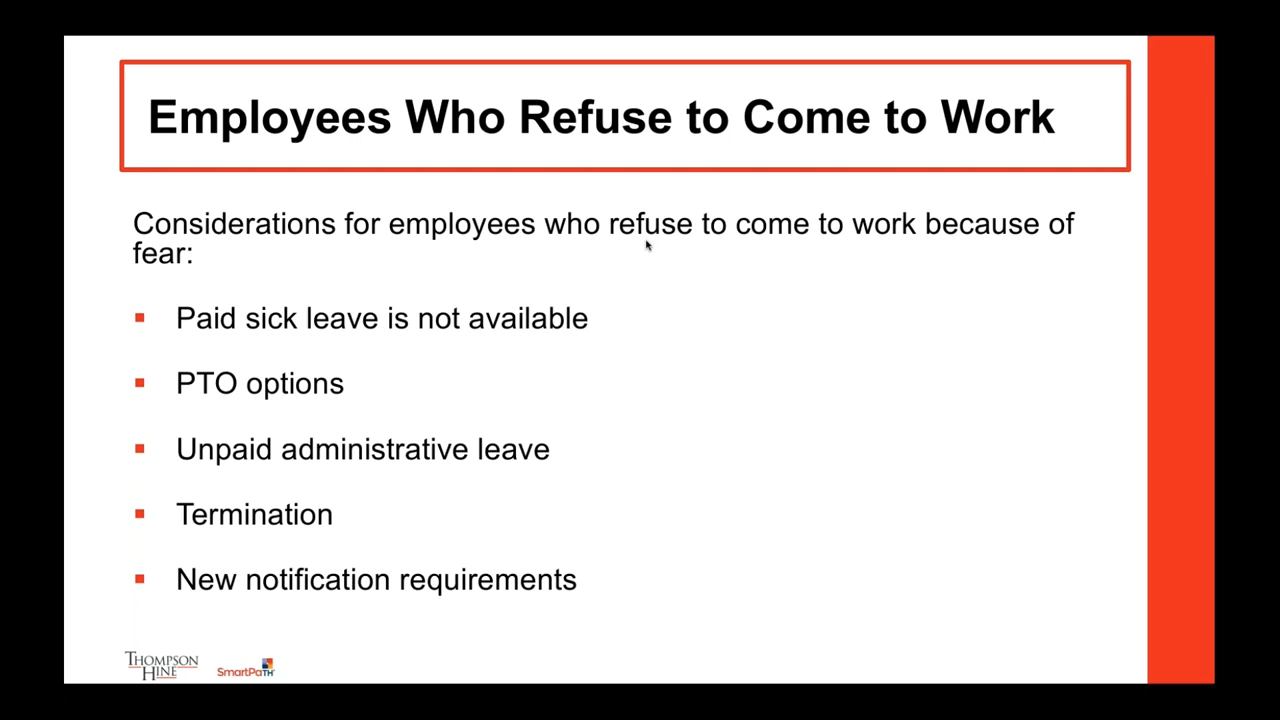 Employees Who Refuse to Come to Work
Considerations for employees who refuse to come to work because of
fear:
Paid sick leave is not available
PTO options
Unpaid administrative leave
Termination
New notification requirements
THOMPSON
HINE
SmartPaTH